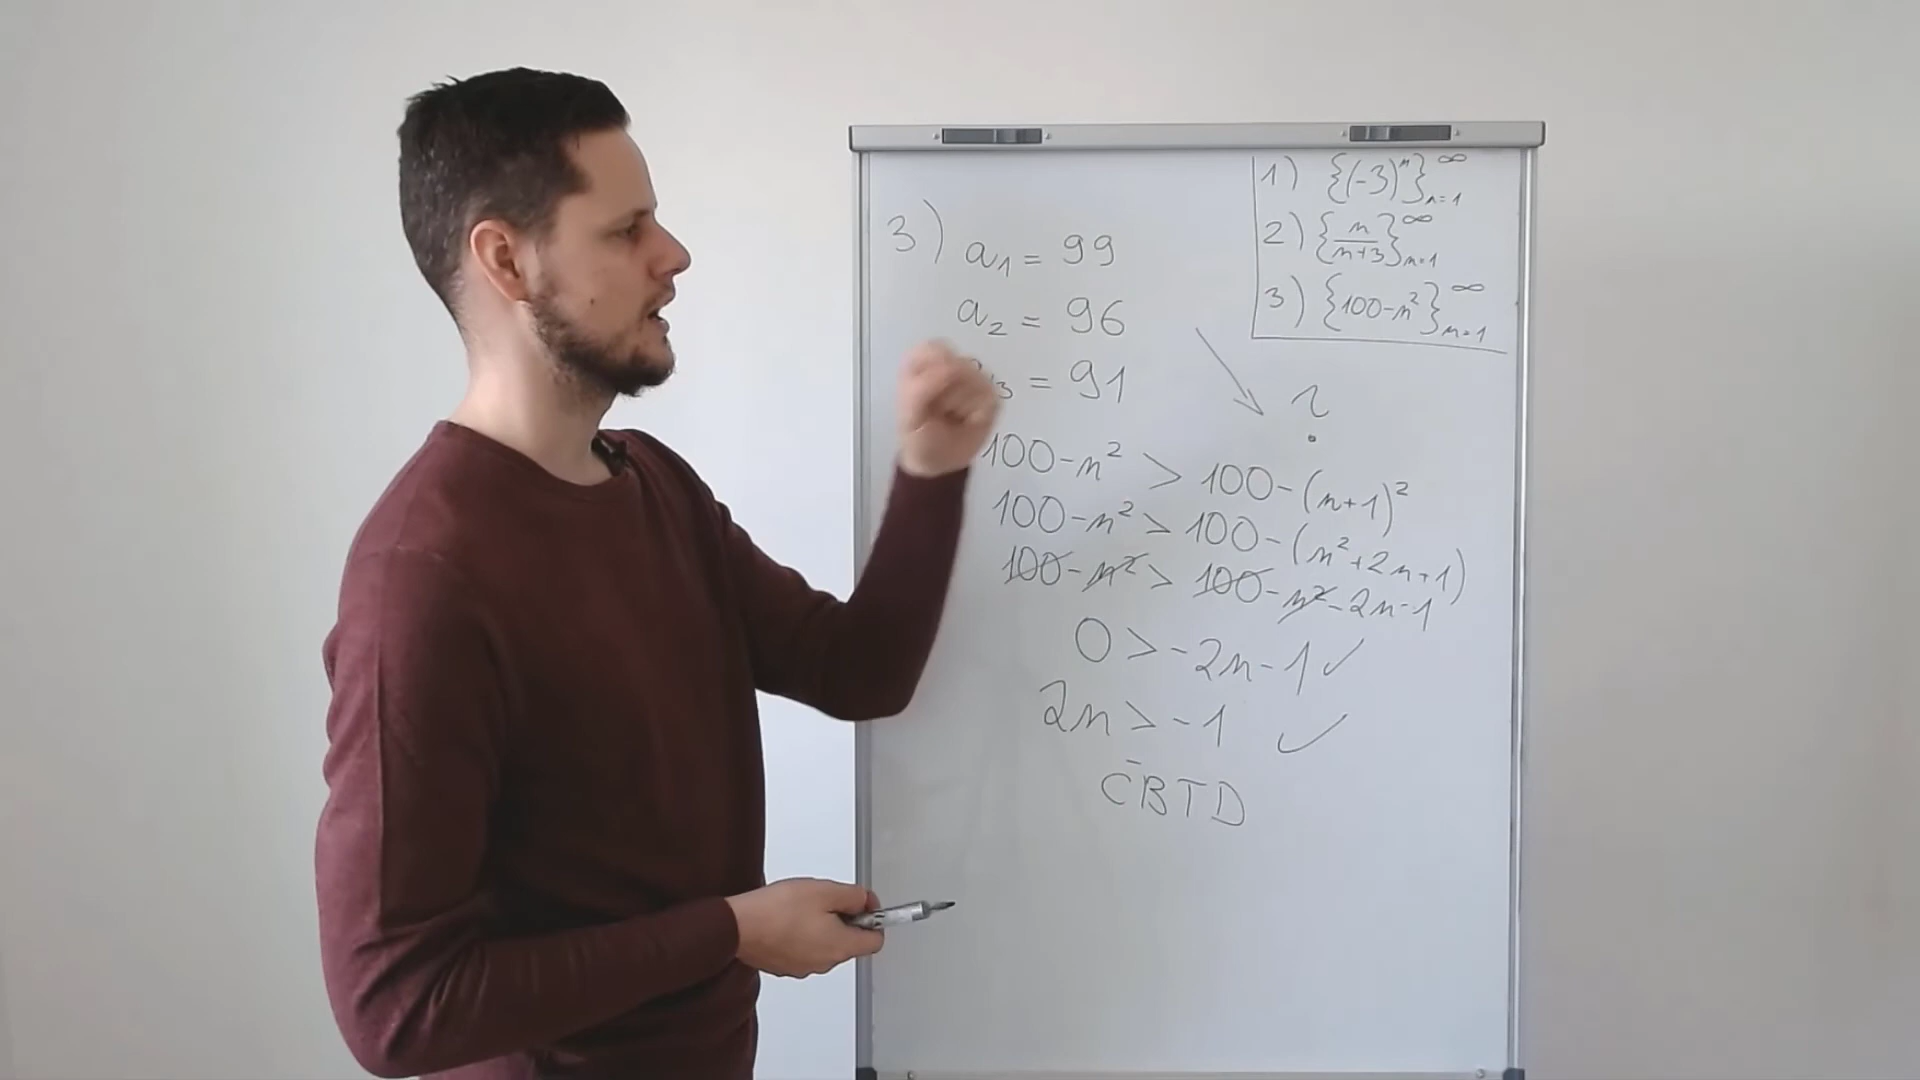 1) {(-3)ⁿ}∞ n=1
2) {n/(n+3)}∞ n=1
3) {100-n²}∞ n=1
3) a₁ = 99
a₂ = 96
₃ = 91
?
100-n² > 100-(n+1)²
100-n² > 100-(n²+2n+1)
100-n² > 100-n²-2n-1
0 > -2n-1 ✓
2n > -1 ✓
CBTD